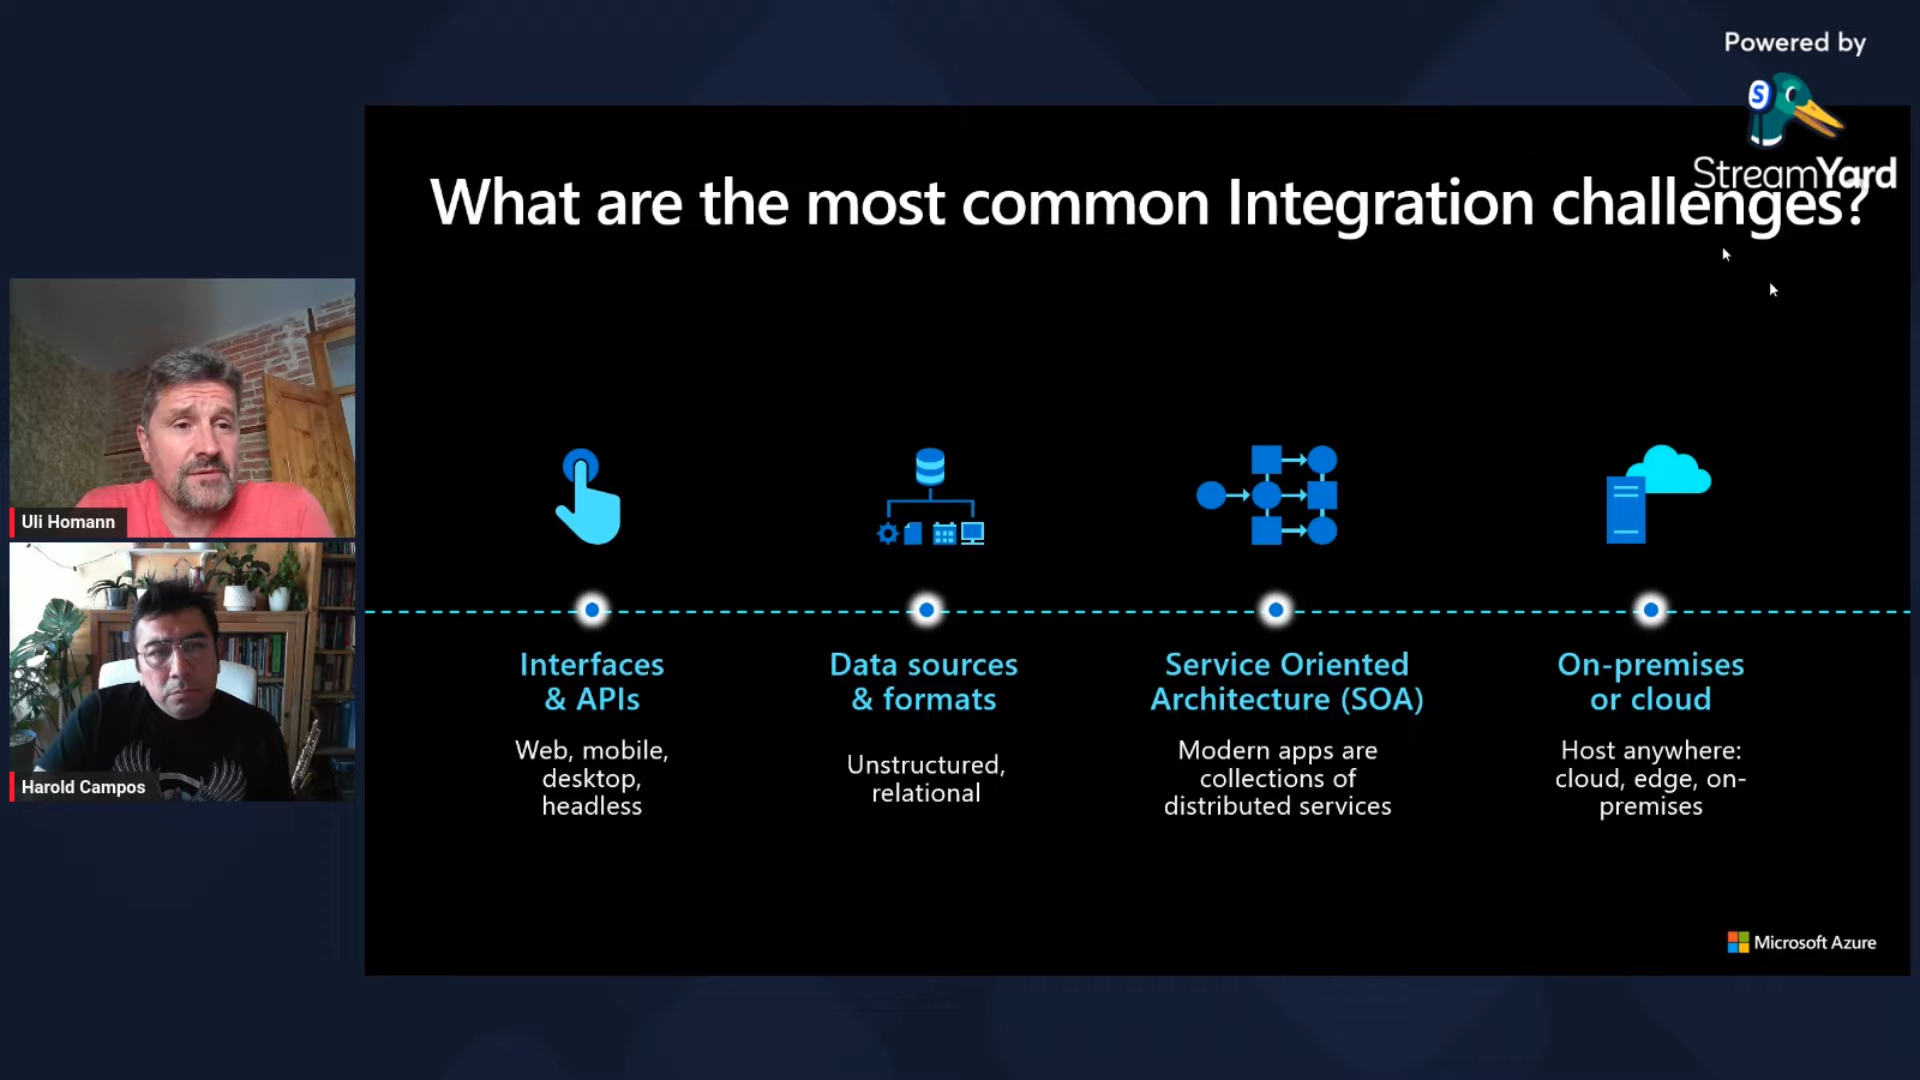 Powered by
StreamYard
What are the most common Integration challenges?
Uli Homann
Harold Campos
Interfaces
& APIs
Web, mobile,
desktop,
headless
Data sources
& formats
Unstructured,
relational
Service Oriented
Architecture (SOA)
Modern apps are
collections of
distributed services
On-premises
or cloud
Host anywhere:
cloud, edge, on-
premises
Microsoft Azure